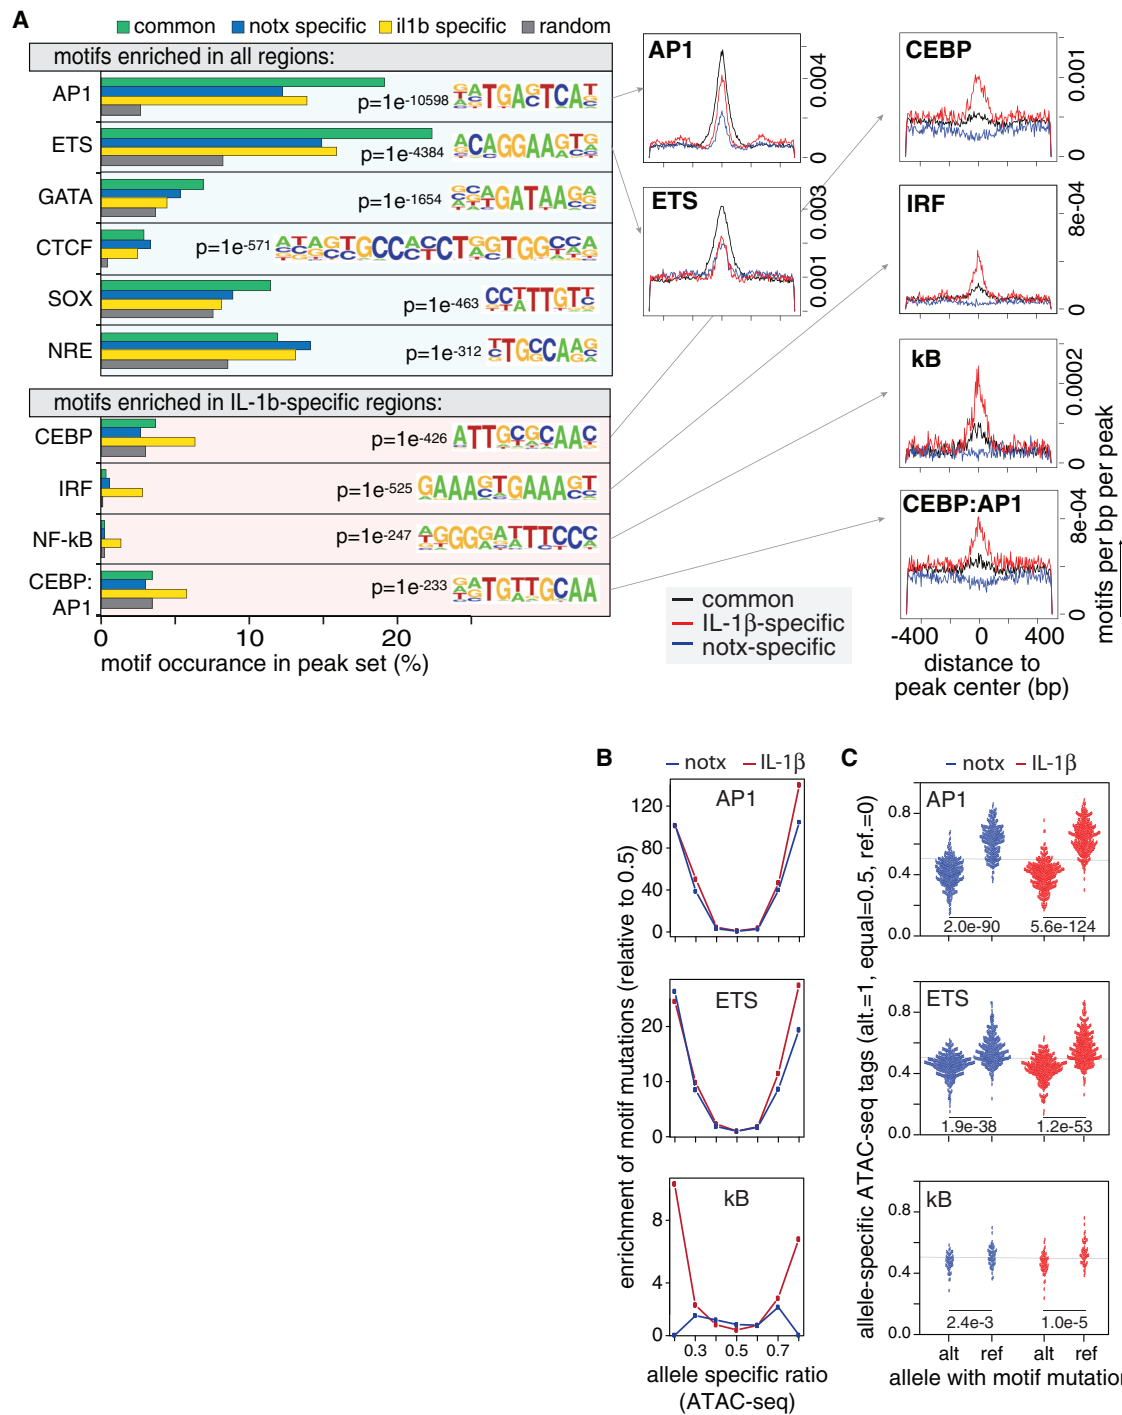 A
common notx specific il1b specific random
motifs enriched in all regions:
AP1 p=1e-10598
ETS p=1e-4384
GATA p=1e-1654
CTCF p=1e-571
SOX p=1e-463
NRE p=1e-312
motifs enriched in IL-1b-specific regions:
CEBP p=1e-426
IRF p=1e-525
NF-kB p=1e-247
CEBP:
AP1 p=1e-233
0 10 20
motif occurance in peak set (%)
AP1
0.004
0
ETS
0.003
0.001
CEBP
0.001
0
IRF
8e-04
0
kB
0.0002
0
CEBP:AP1
8e-04
0
-400 0 400
distance to
peak center (bp)
motifs per bp per peak
common
IL-1β-specific
notx-specific
B
notx IL-1β
AP1
120
80
40
0
ETS
20
10
0
kB
8
4
0
0.3 0.5 0.7
allele specific ratio
(ATAC-seq)
enrichment of motif mutations (relative to 0.5)
C
notx IL-1β
AP1
0.8
0.4
0.0
2.0e-90 5.6e-124
ETS
0.8
0.4
0.0
1.9e-38 1.2e-53
kB
0.8
0.4
0.0
2.4e-3 1.0e-5
alt ref alt ref
allele with motif mutation
allele-specific ATAC-seq tags (alt.=1, equal=0.5, ref.=0)